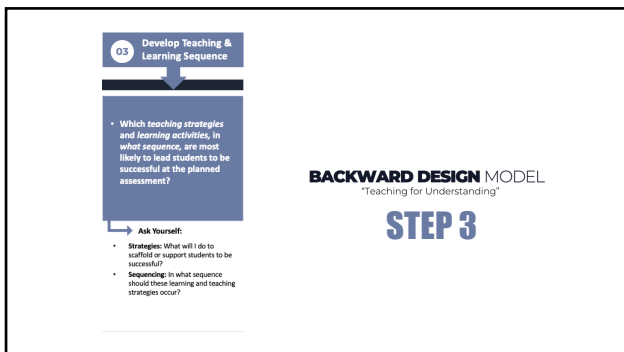 03
Develop Teaching &
Learning Sequence
• Which teaching strategies
and learning activities, in
what sequence, are most
likely to lead students to be
successful at the planned
assessment?
Ask Yourself:
• Strategies: What will I do to
scaffold or support students to be
successful?
• Sequencing: In what sequence
should these learning and teaching
strategies occur?
BACKWARD DESIGN MODEL
"Teaching for Understanding"
STEP 3